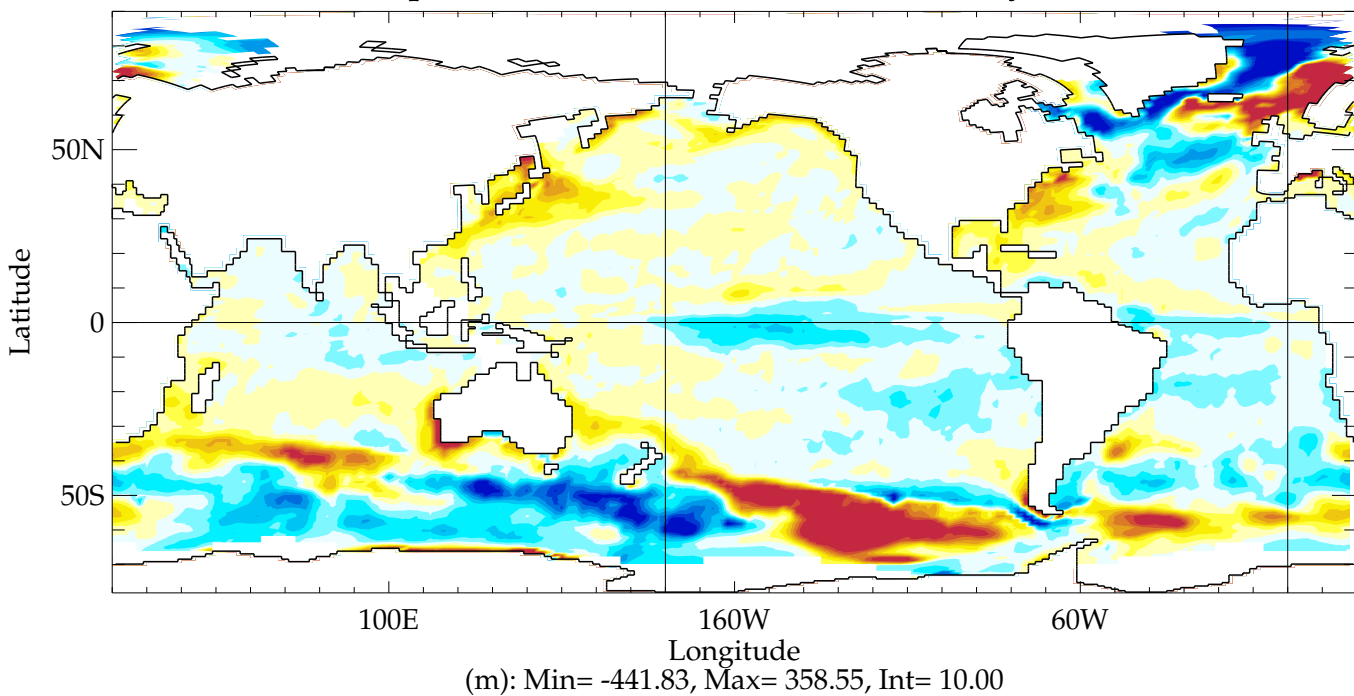 50N
0
50S
Latitude
100E
160W
60W
Longitude
(m): Min= -441.83, Max= 358.55, Int= 10.00